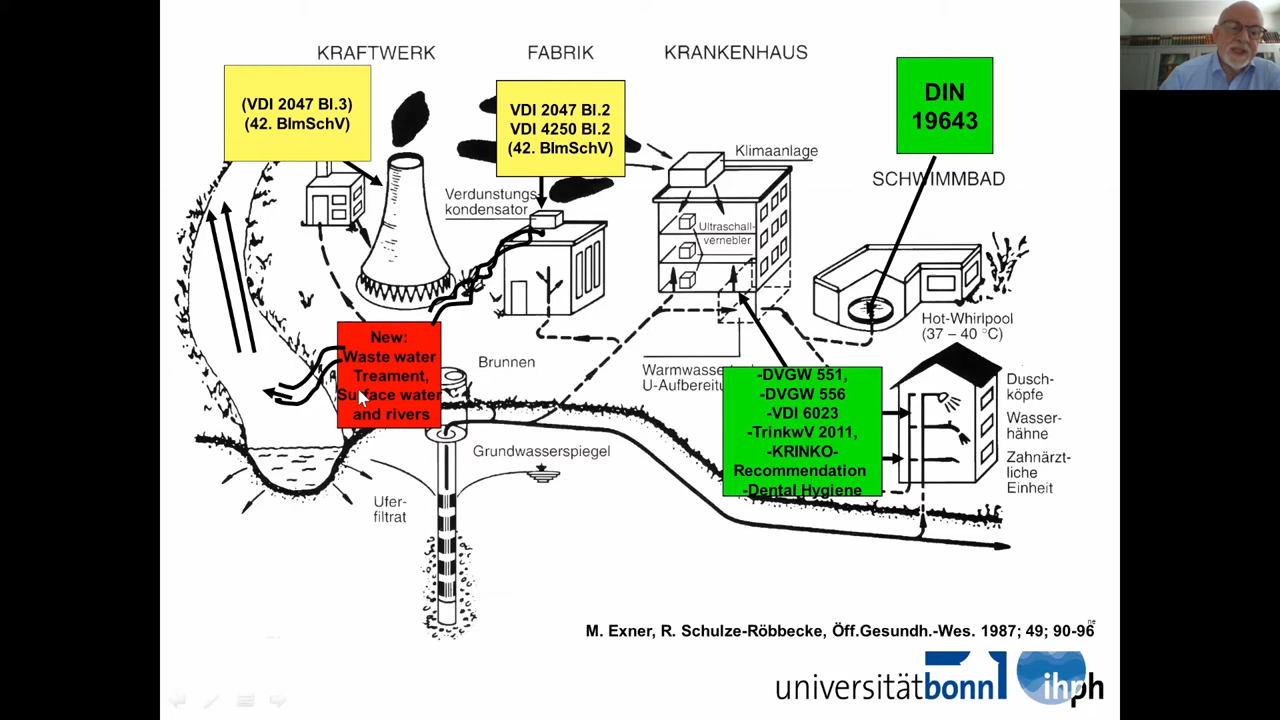 KRAFTWERK
FABRIK
KRANKENHAUS
(VDI 2047 Bl.3)
(42. BImSchV)
VDI 2047 Bl.2
VDI 4250 Bl.2
(42. BImSchV)
DIN
19643
Klimaanlage
SCHWIMMBAD
Verdunstungs-
kondensator
Ultraschall-
vernebler
Hot-Whirlpool
(37 – 40 °C)
New:
Waste water
Treament,
Surface water
and rivers
Brunnen
Warmwasser
U-Aufbereitu
-DVGW 551,
-DVGW 556
-VDI 6023
-TrinkwV 2011,
-KRINKO-
Recommendation
-Dental Hygiene
Dusch-
köpfe
Wasser-
hähne
Zahnärzt-
liche
Einheit
Grundwasserspiegel
Ufer-
filtrat
M. Exner, R. Schulze-Röbbecke, Öff.Gesundh.-Wes. 1987; 49; 90-96
ne
universitätbonn
ihph